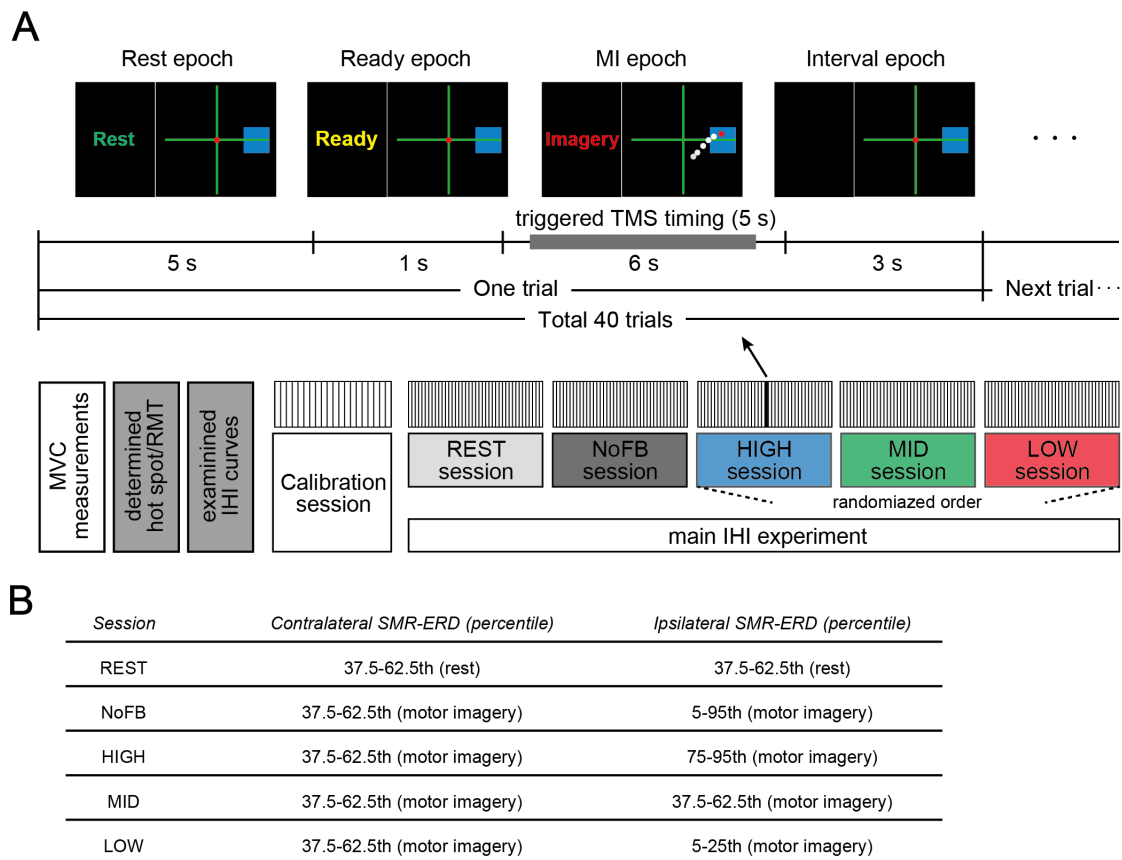 A
Rest epoch
Ready epoch
MI epoch
Interval epoch
Rest
Ready
Imagery
. . .
triggered TMS timing (5 s)
5 s
1 s
6 s
3 s
One trial
Next trial . . .
Total 40 trials
MVC
measurements
determined
hot spot/RMT
examinined
IHI curves
Calibration
session
REST
session
NoFB
session
HIGH
session
MID
session
LOW
session
randomiazed order
main IHI experiment
B
Session Contralateral SMR-ERD (percentile) Ipsilateral SMR-ERD (percentile)
REST 37.5-62.5th (rest) 37.5-62.5th (rest)
NoFB 37.5-62.5th (motor imagery) 5-95th (motor imagery)
HIGH 37.5-62.5th (motor imagery) 75-95th (motor imagery)
MID 37.5-62.5th (motor imagery) 37.5-62.5th (motor imagery)
LOW 37.5-62.5th (motor imagery) 5-25th (motor imagery)